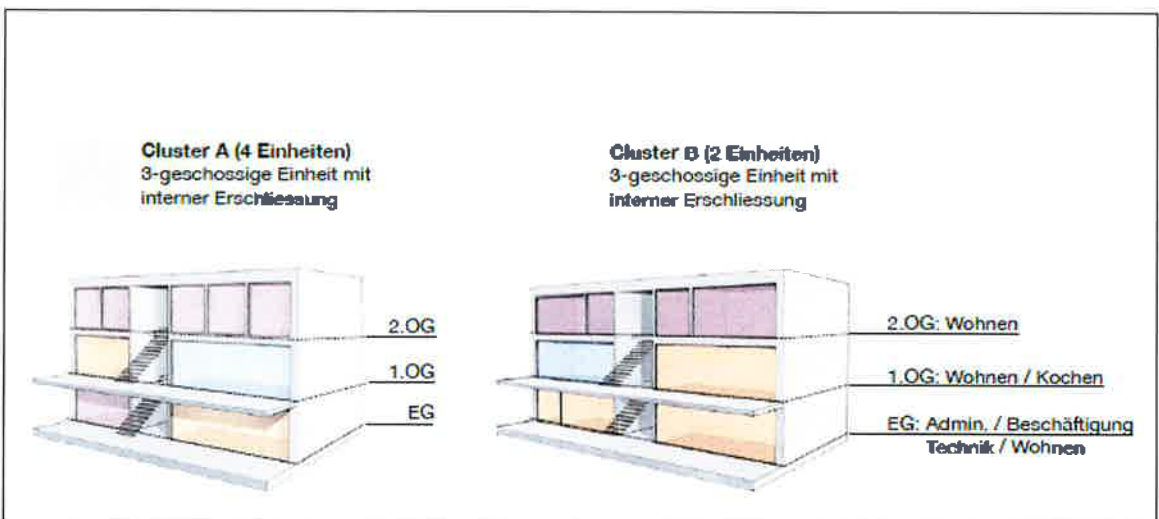 Cluster A (4 Einheiten)
3-geschossige Einheit mit
interner Erschliessung
Cluster B (2 Einheiten)
3-geschossige Einheit mit
interner Erschliessung
2.OG
1.OG
EG
2.OG: Wohnen
1.OG: Wohnen / Kochen
EG: Admin. / Beschäftigung
Technik / Wohnen